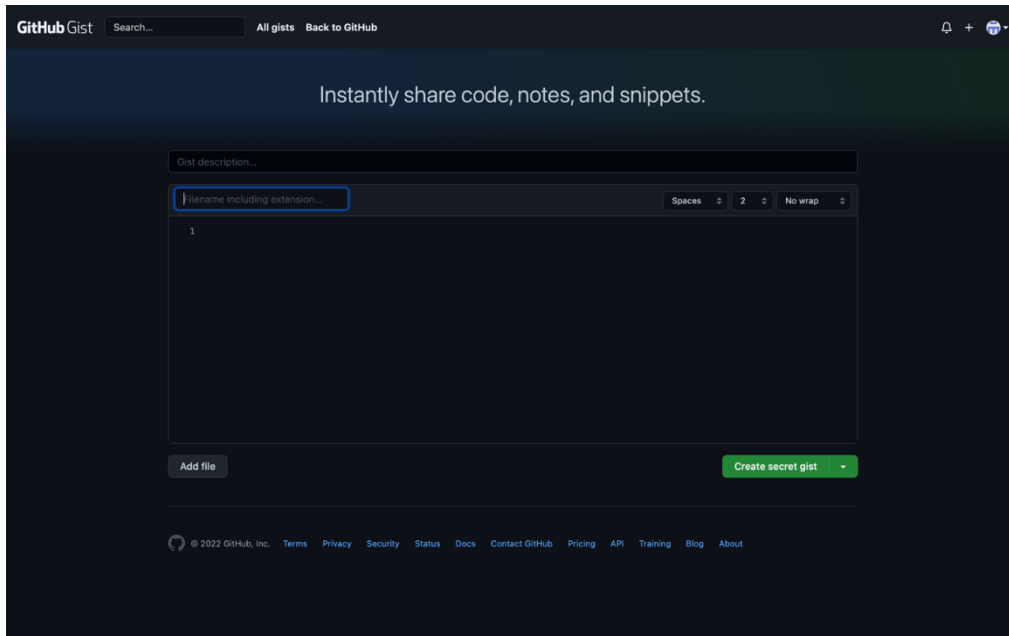 GitHub Gist Search... All gists Back to GitHub
Instantly share code, notes, and snippets.
Gist description...
Filename including extension... Spaces 2 No wrap
1
Add file Create secret gist
© 2022 GitHub, Inc. Terms Privacy Security Status Docs Contact GitHub Pricing API Training Blog About